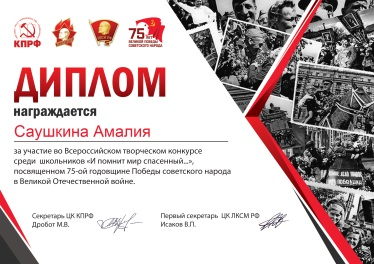 КПРФ
75 ЛЕТ
ВЕЛИКОЙ ПОБЕДЫ
СОВЕТСКОГО НАРОДА
ДИПЛОМ
награждается
Саушкина Амалия
за участие во Всероссийском творческом конкурсе
среди школьников «И помнит мир спасенный...»,
посвященном 75-ой годовщине Победы советского народа
в Великой Отечественной войне.
Секретарь ЦК КПРФ
Дробот М.В.
Первый секретарь ЦК ЛКСМ РФ
Исаков В.П.